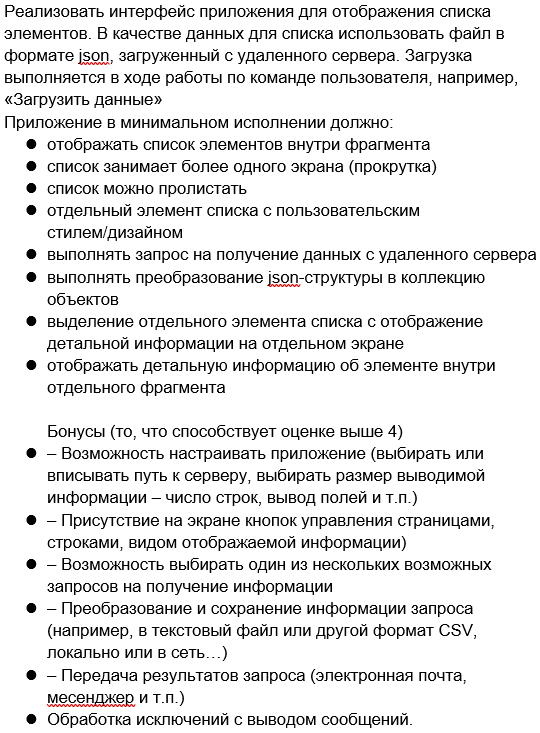 Реализовать интерфейс приложения для отображения списка
элементов. В качестве данных для списка использовать файл в
формате json, загруженный с удаленного сервера. Загрузка
выполняется в ходе работы по команде пользователя, например,
«Загрузить данные»
Приложение в минимальном исполнении должно:
● отображать список элементов внутри фрагмента
● список занимает более одного экрана (прокрутка)
● список можно пролистать
● отдельный элемент списка с пользовательским
стилем/дизайном
● выполнять запрос на получение данных с удаленного сервера
● выполнять преобразование json-структуры в коллекцию
объектов
● выделение отдельного элемента списка с отображение
детальной информации на отдельном экране
● отображать детальную информацию об элементе внутри
отдельного фрагмента
Бонусы (то, что способствует оценке выше 4)
● – Возможность настраивать приложение (выбирать или
вписывать путь к серверу, выбирать размер выводимой
информации – число строк, вывод полей и т.п.)
● – Присутствие на экране кнопок управления страницами,
строками, видом отображаемой информации)
● – Возможность выбирать один из нескольких возможных
запросов на получение информации
● – Преобразование и сохранение информации запроса
(например, в текстовый файл или другой формат CSV,
локально или в сеть…)
● – Передача результатов запроса (электронная почта,
месенджер и т.п.)
● Обработка исключений с выводом сообщений.